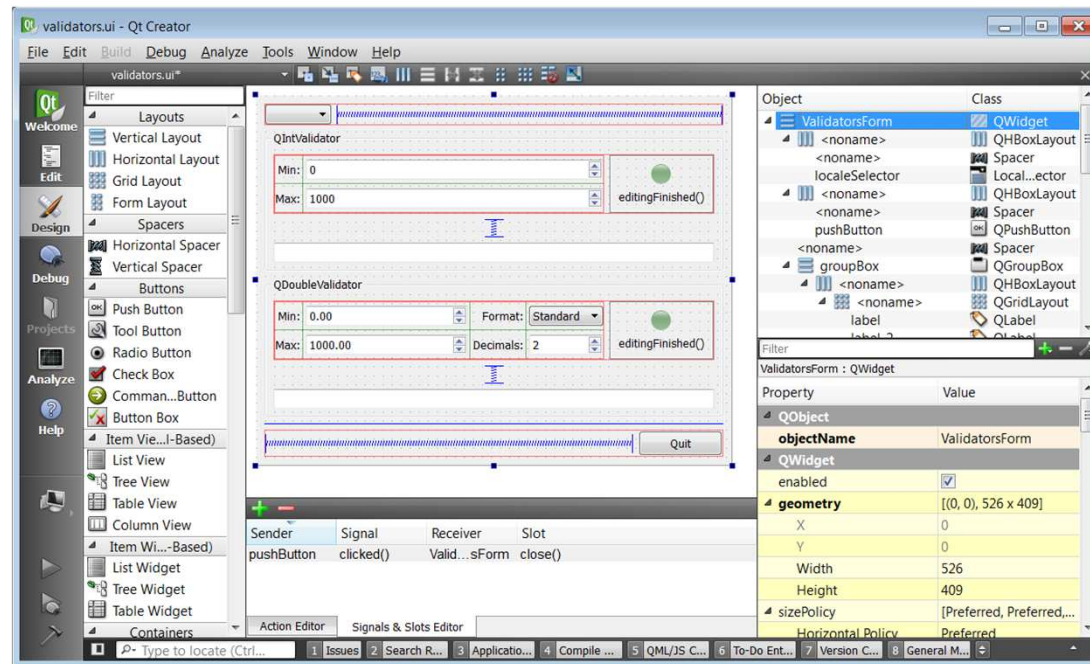 validators.ui - Qt Creator
File Edit Build Debug Analyze Tools Window Help
validators.ui*
Welcome
Edit
Design
Debug
Projects
Analyze
Help
Filter
Layouts
Vertical Layout
Horizontal Layout
Grid Layout
Form Layout
Spacers
Horizontal Spacer
Vertical Spacer
Buttons
Push Button
Tool Button
Radio Button
Check Box
Comman...Button
Button Box
Item Vie...l-Based)
List View
Tree View
Table View
Column View
Item Wi...-Based)
List Widget
Tree Widget
Table Widget
Containers
QIntValidator
Min: 0
Max: 1000
editingFinished()
QDoubleValidator
Min: 0.00 Format: Standard
Max: 1000.00 Decimals: 2
editingFinished()
Quit
Sender Signal Receiver Slot
pushButton clicked() Valid...sForm close()
Action Editor Signals & Slots Editor
Object Class
ValidatorsForm QWidget
<noname> QHBoxLayout
<noname> Spacer
localeSelector Local...ector
<noname> QHBoxLayout
<noname> Spacer
pushButton QPushButton
<noname> Spacer
groupBox QGroupBox
<noname> QHBoxLayout
<noname> QGridLayout
label QLabel
label_2 QLabel
Filter
ValidatorsForm : QWidget
Property Value
QObject
objectName ValidatorsForm
QWidget
enabled
geometry [(0, 0), 526 x 409]
X 0
Y 0
Width 526
Height 409
sizePolicy [Preferred, Preferred,...
Horizontal Policy Preferred
Type to locate (Ctrl... 1 Issues 2 Search R... 3 Applicatio... 4 Compile ... 5 QML/JS C... 6 To-Do Ent... 7 Version C... 8 General M...